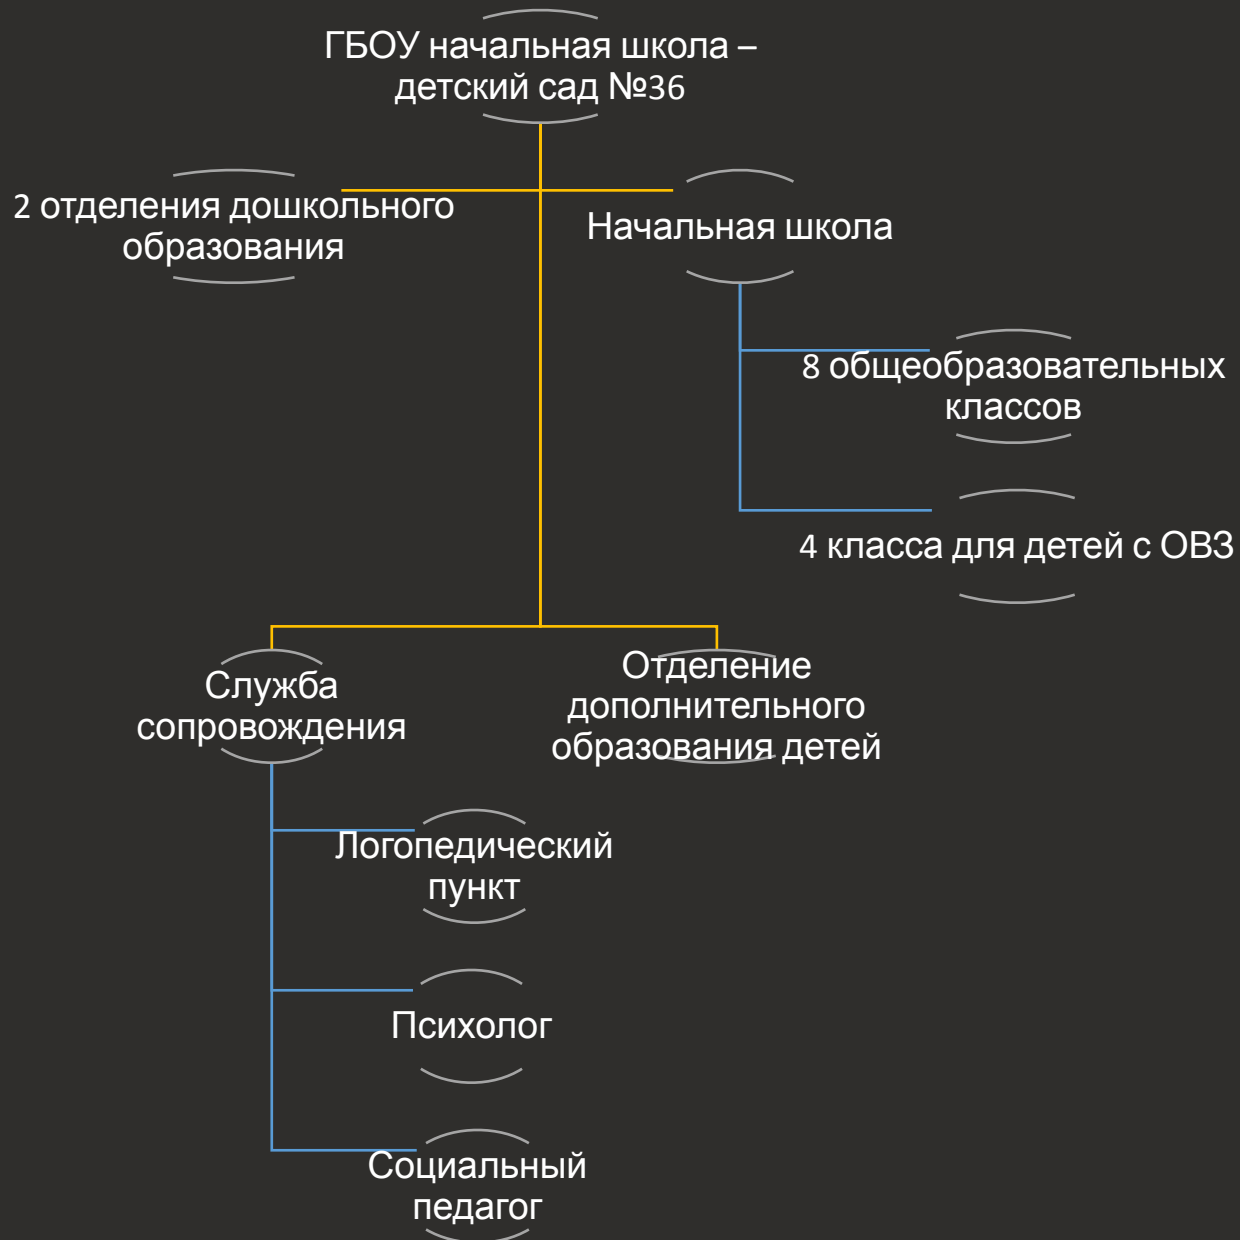 ГБОУ начальная школа –
детский сад №36
2 отделения дошкольного
образования
Начальная школа
8 общеобразовательных
классов
4 класса для детей с ОВЗ
Служба
сопровождения
Отделение
дополнительного
образования детей
Логопедический
пункт
Психолог
Социальный
педагог